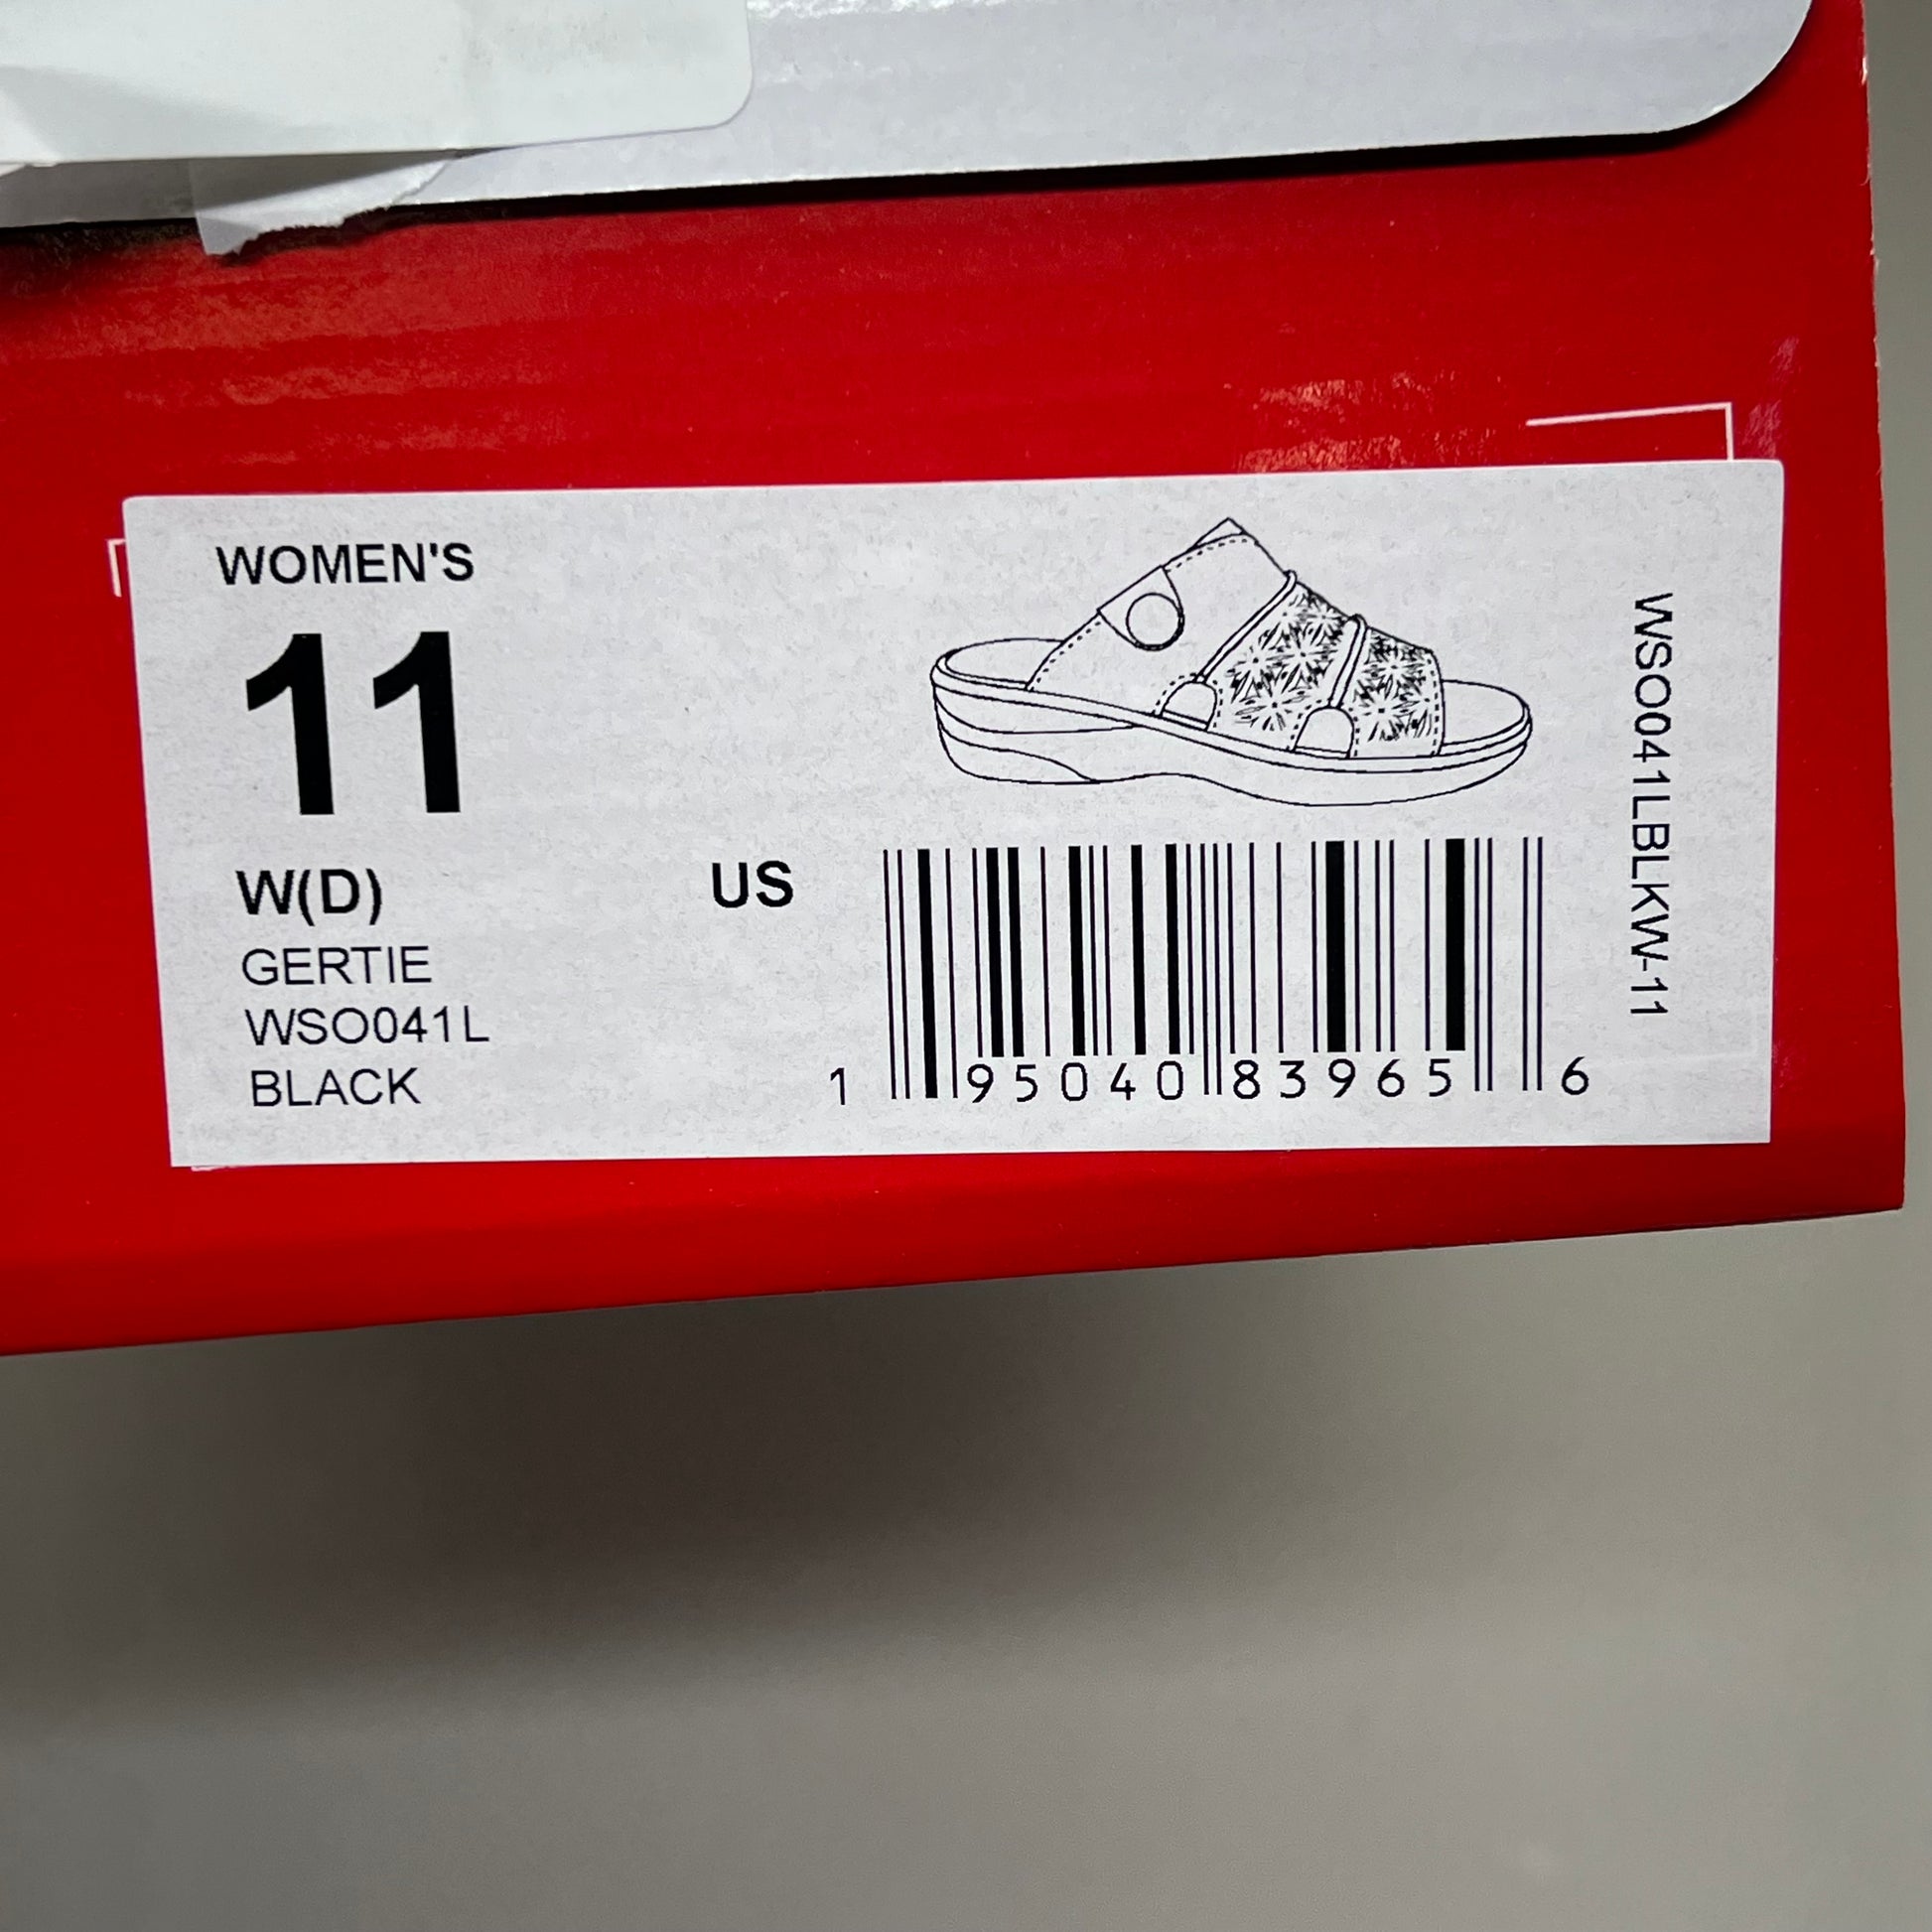 WOMEN'S
11
W(D)
US
GERTIE
WSO041L
BLACK
1 95040 83965 6
WSO041LBLKW-11